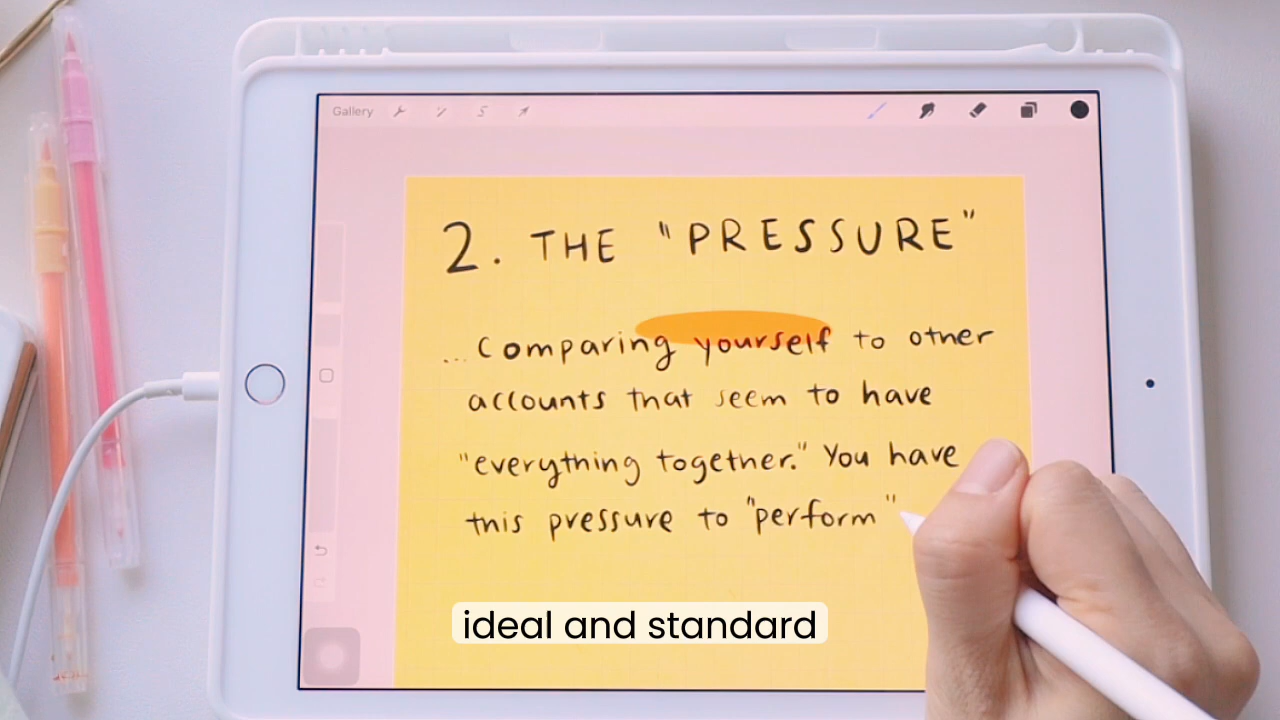 Gallery
2. THE "PRESSURE"
... Comparing yourself to other
accounts that seem to have
"everything together." You have
this pressure to "perform"
ideal and standard